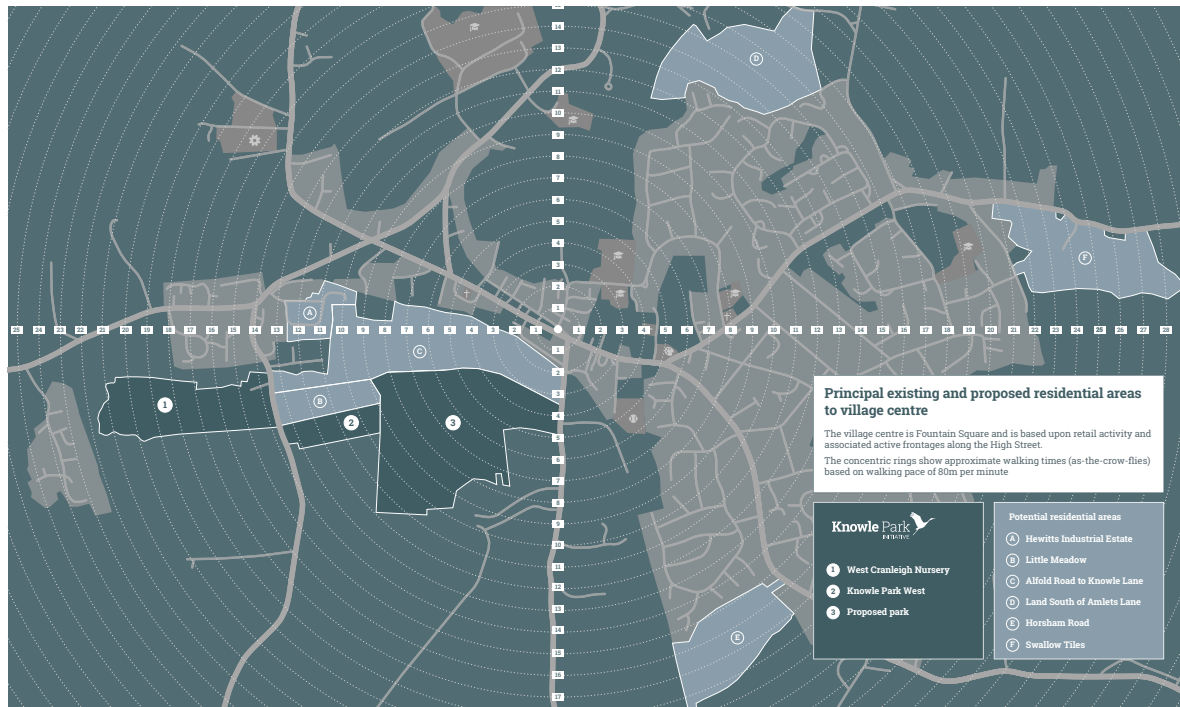 15
14
13
12
11
10
9
8
7
6
5
4
3
2
1
25 24 23 22 21 20 19 18 17 16 15 14 13 12 11 10 9 8 7 6 5 4 3 2 1 1 2 3 4 5 6 7 8 9 10 11 12 13 14 15 16 17 18 19 20 21 22 23 24 25 26 27 28
1
2
3
4
5
6
7
8
9
10
11
12
13
14
15
16
17
D
F
A
C
B
1
2
3
E
Principal existing and proposed residential areas
to village centre
The village centre is Fountain Square and is based upon retail activity and
associated active frontages along the High Street.
The concentric rings show approximate walking times (as-the-crow-flies)
based on walking pace of 80m per minute
Knowle Park
INITIATIVE
1 West Cranleigh Nursery
2 Knowle Park West
3 Proposed park
Potential residential areas
A Hewitts Industrial Estate
B Little Meadow
C Alfold Road to Knowle Lane
D Land South of Amlets Lane
E Horsham Road
F Swallow Tiles